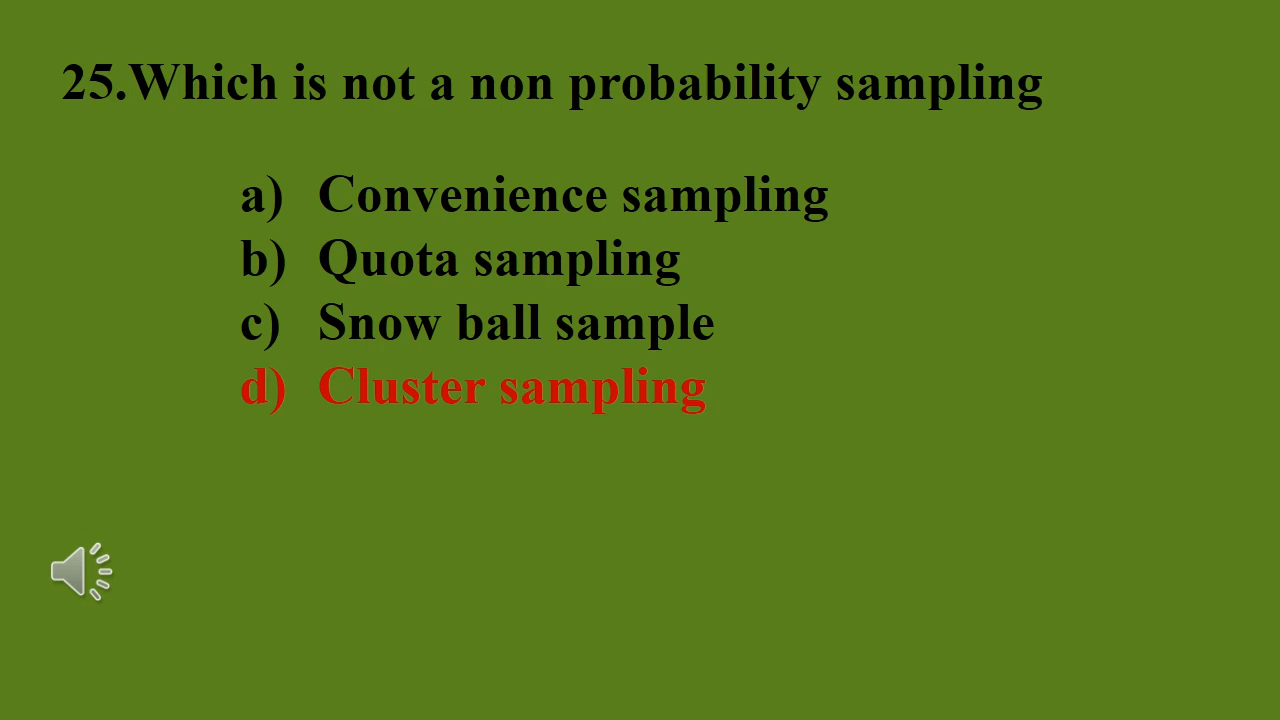 25.Which is not a non probability sampling
a) Convenience sampling
b) Quota sampling
c) Snow ball sample
d) Cluster sampling